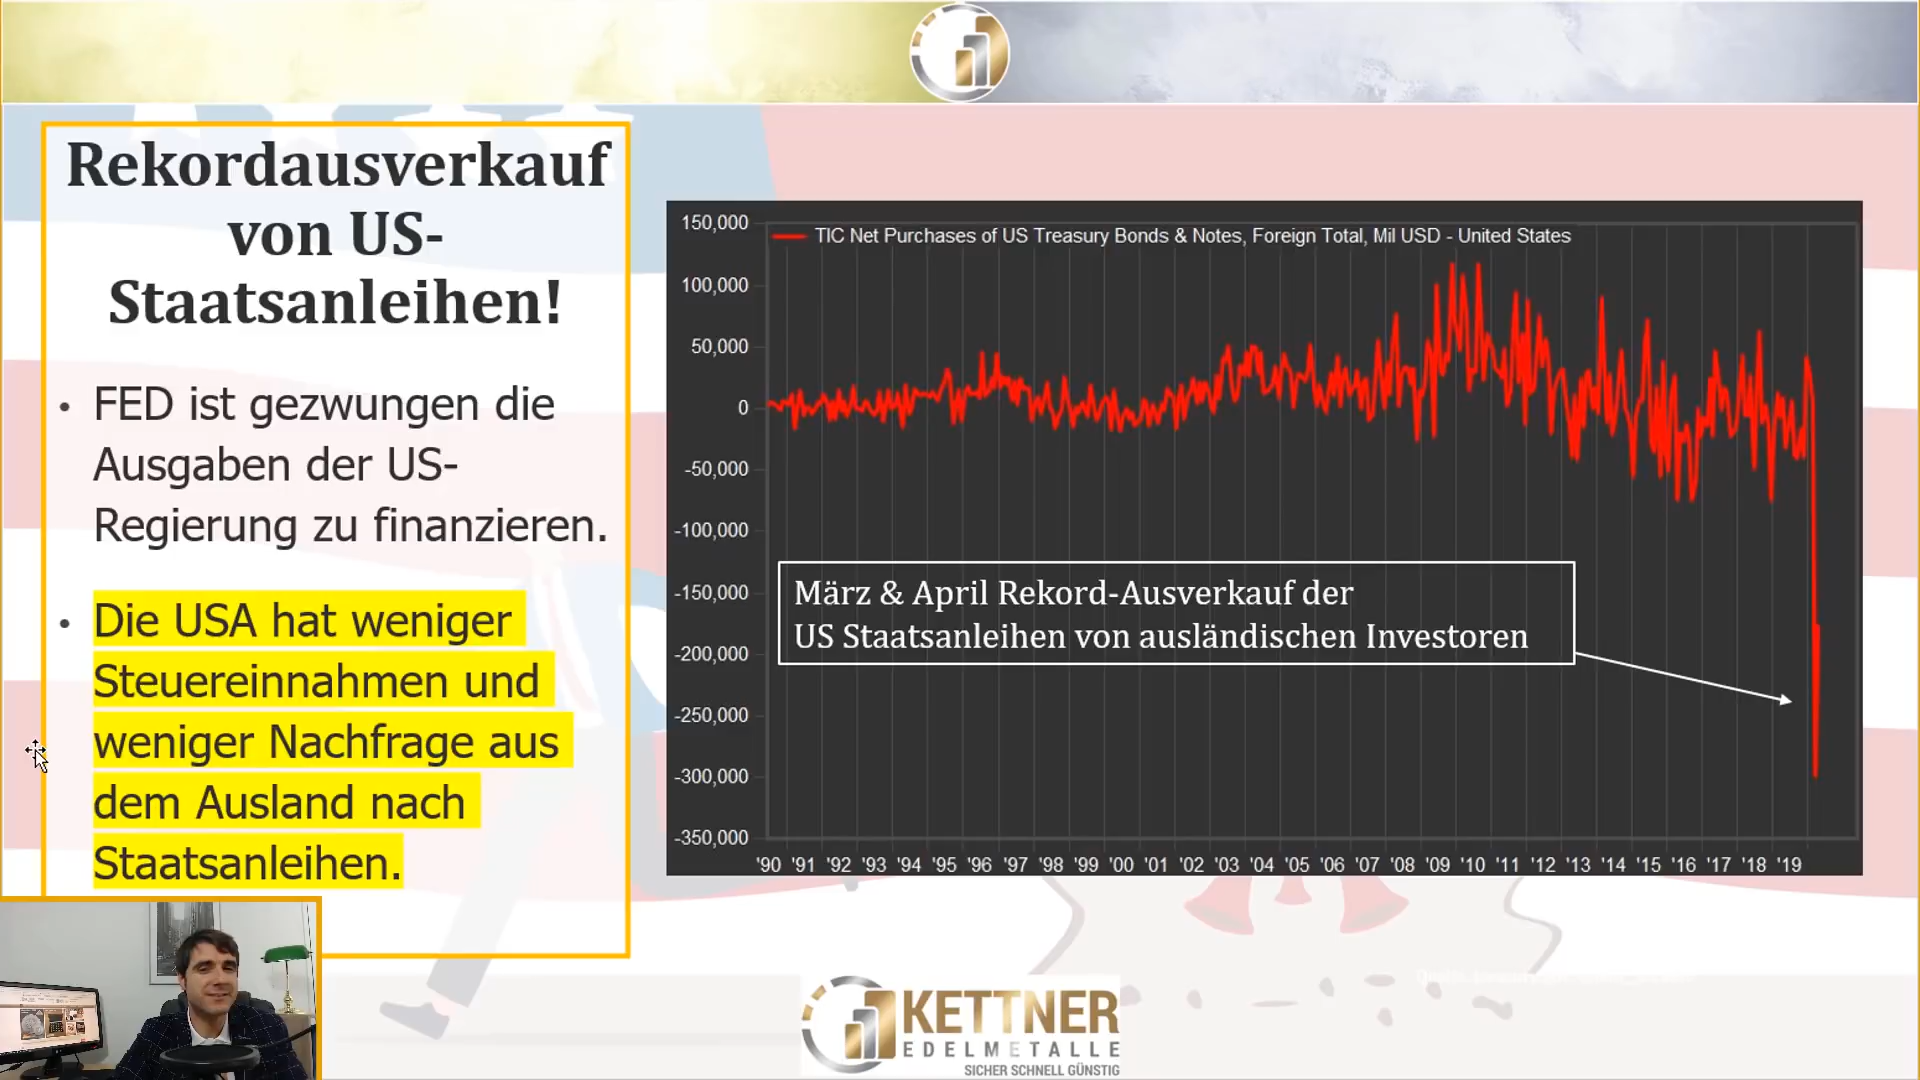 Rekordausverkauf
von US-
Staatsanleihen!
• FED ist gezwungen die
Ausgaben der US-
Regierung zu finanzieren.
• Die USA hat weniger
Steuereinnahmen und
weniger Nachfrage aus
dem Ausland nach
Staatsanleihen.
TIC Net Purchases of US Treasury Bonds & Notes, Foreign Total, Mil USD - United States
150,000
100,000
50,000
0
-50,000
-100,000
-150,000
-200,000
-250,000
-300,000
-350,000
März & April Rekord-Ausverkauf der
US Staatsanleihen von ausländischen Investoren
'90 '91 '92 '93 '94 '95 '96 '97 '98 '99 '00 '01 '02 '03 '04 '05 '06 '07 '08 '09 '10 '11 '12 '13 '14 '15 '16 '17 '18 '19
KETTNER
EDELMETALLE
SICHER SCHNELL GÜNSTIG